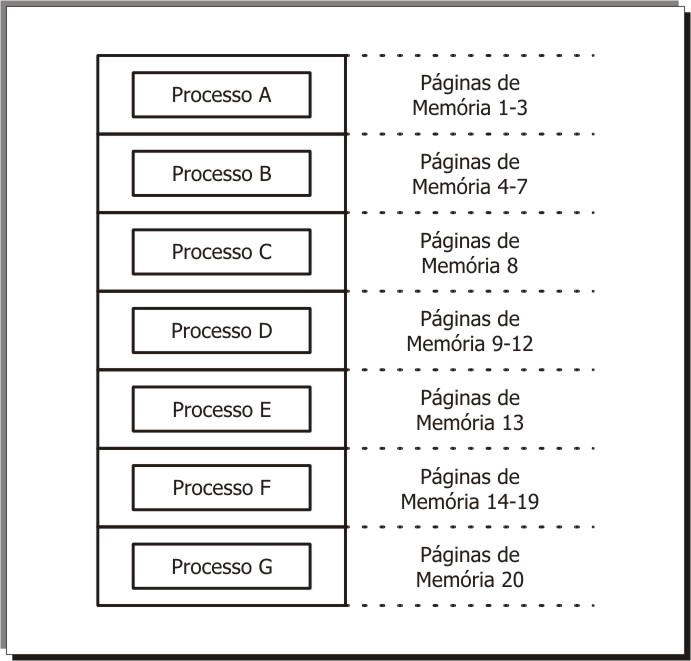 Processo A
Páginas de
Memória 1-3
Processo B
Páginas de
Memória 4-7
Processo C
Páginas de
Memória 8
Processo D
Páginas de
Memória 9-12
Processo E
Páginas de
Memória 13
Processo F
Páginas de
Memória 14-19
Processo G
Páginas de
Memória 20